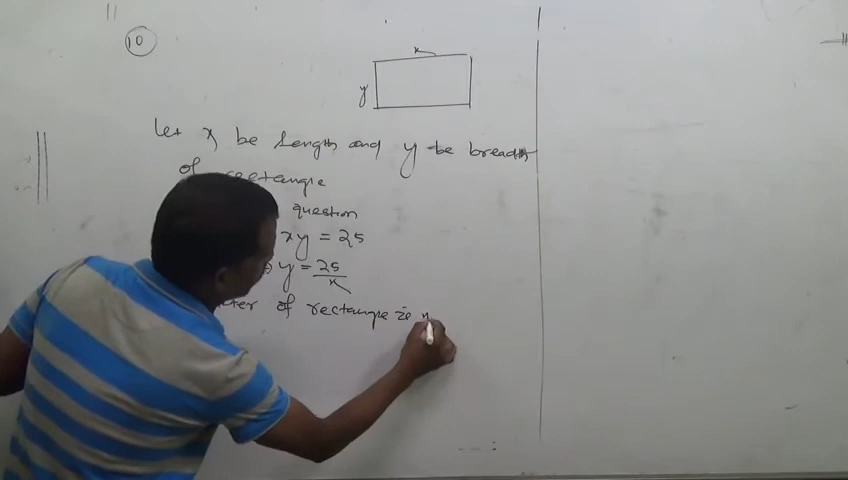 10
x
y
Let x be length and y be breadth
of rectangle
question
xy = 25
y = 25/x
of rectangle is